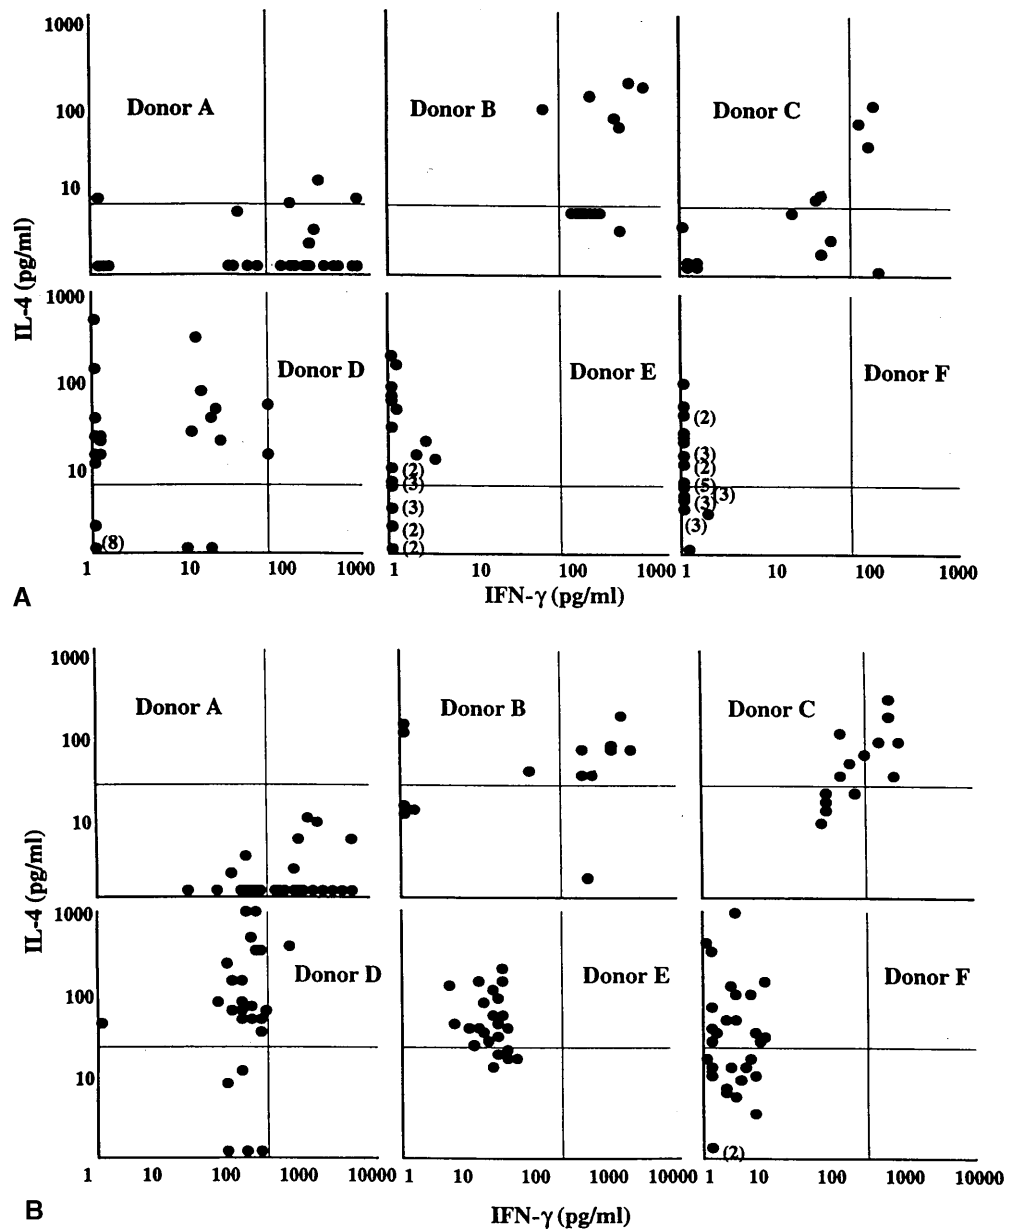 1000
Donor A
Donor B
Donor C
100
10
IL-4 (pg/ml)
1000
Donor D
Donor E
Donor F
100
(2)
10
(2)
(3)
(3)
(2)
(5)
(3)
(3)
(3)
(2)
(3)
(8)
(2)
1 10 100 1000
1 10 100 1000
1 10 100 1000
A
IFN-γ (pg/ml)
1000
Donor A
Donor B
Donor C
100
10
IL-4 (pg/ml)
1000
Donor D
Donor E
Donor F
100
10
(2)
1 10 100 1000 10000
1 10 100 1000 10000
1 10 100 1000 10000
B
IFN-γ (pg/ml)